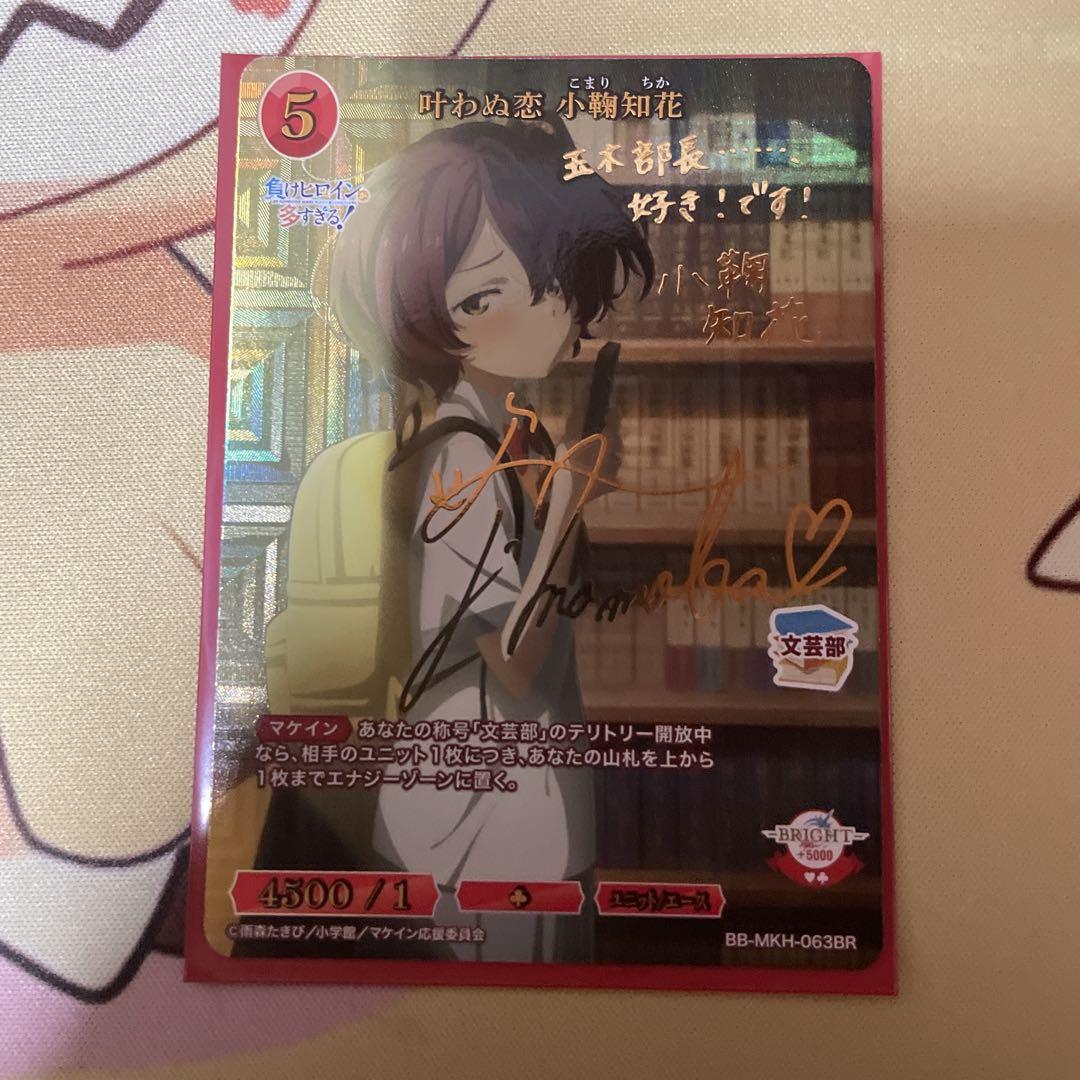 5
こまり ちか
叶わぬ恋 小鞠知花
玉木部長……、
好き！です！
負けヒロインが
多すぎる！
小鞠
知花
文芸部
マケイン あなたの称号「文芸部」のテリトリー開放中
なら、相手のユニット1枚につき、あなたの山札を上から
1枚までエナジーゾーンに置く。
BRIGHT
+5000
4500 / 1
ユニット/エース
©雨森たきび／小学館／マケイン応援委員会
BB-MKH-063BR